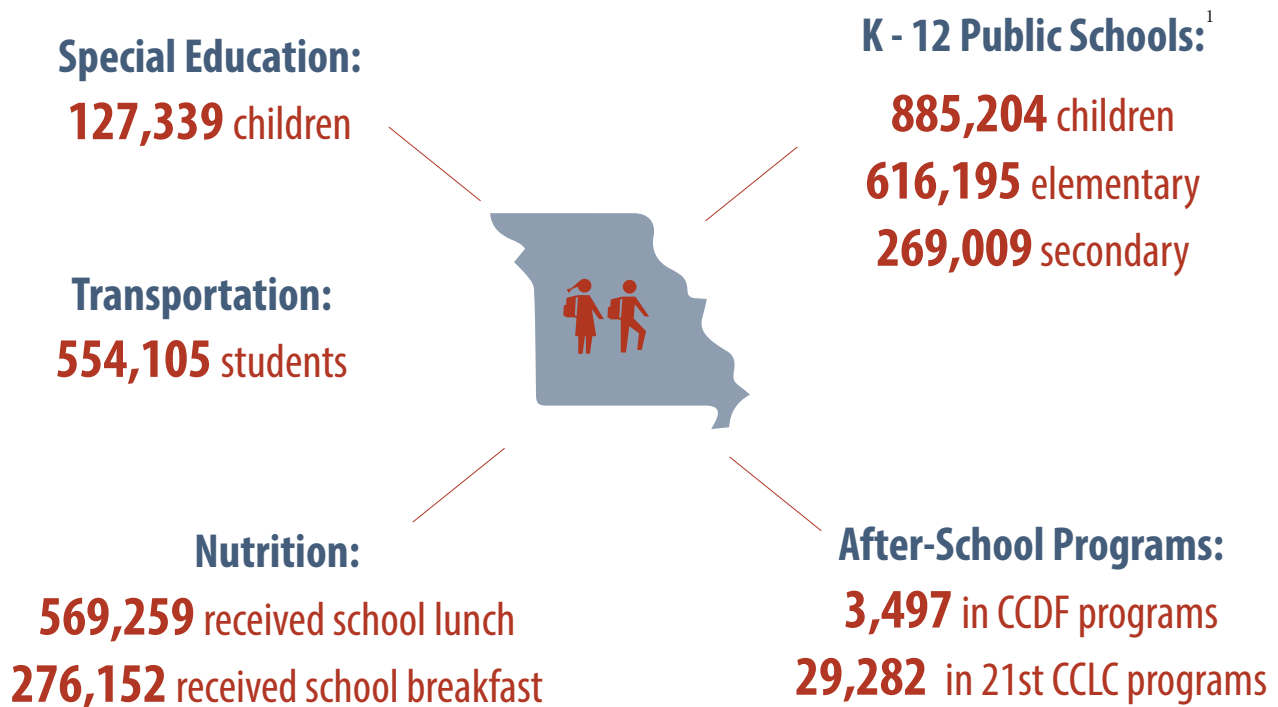 Special Education:
127,339 children
K - 12 Public Schools:1
885,204 children
616,195 elementary
269,009 secondary
Transportation:
554,105 students
Nutrition:
569,259 received school lunch
276,152 received school breakfast
After-School Programs:
3,497 in CCDF programs
29,282 in 21st CCLC programs